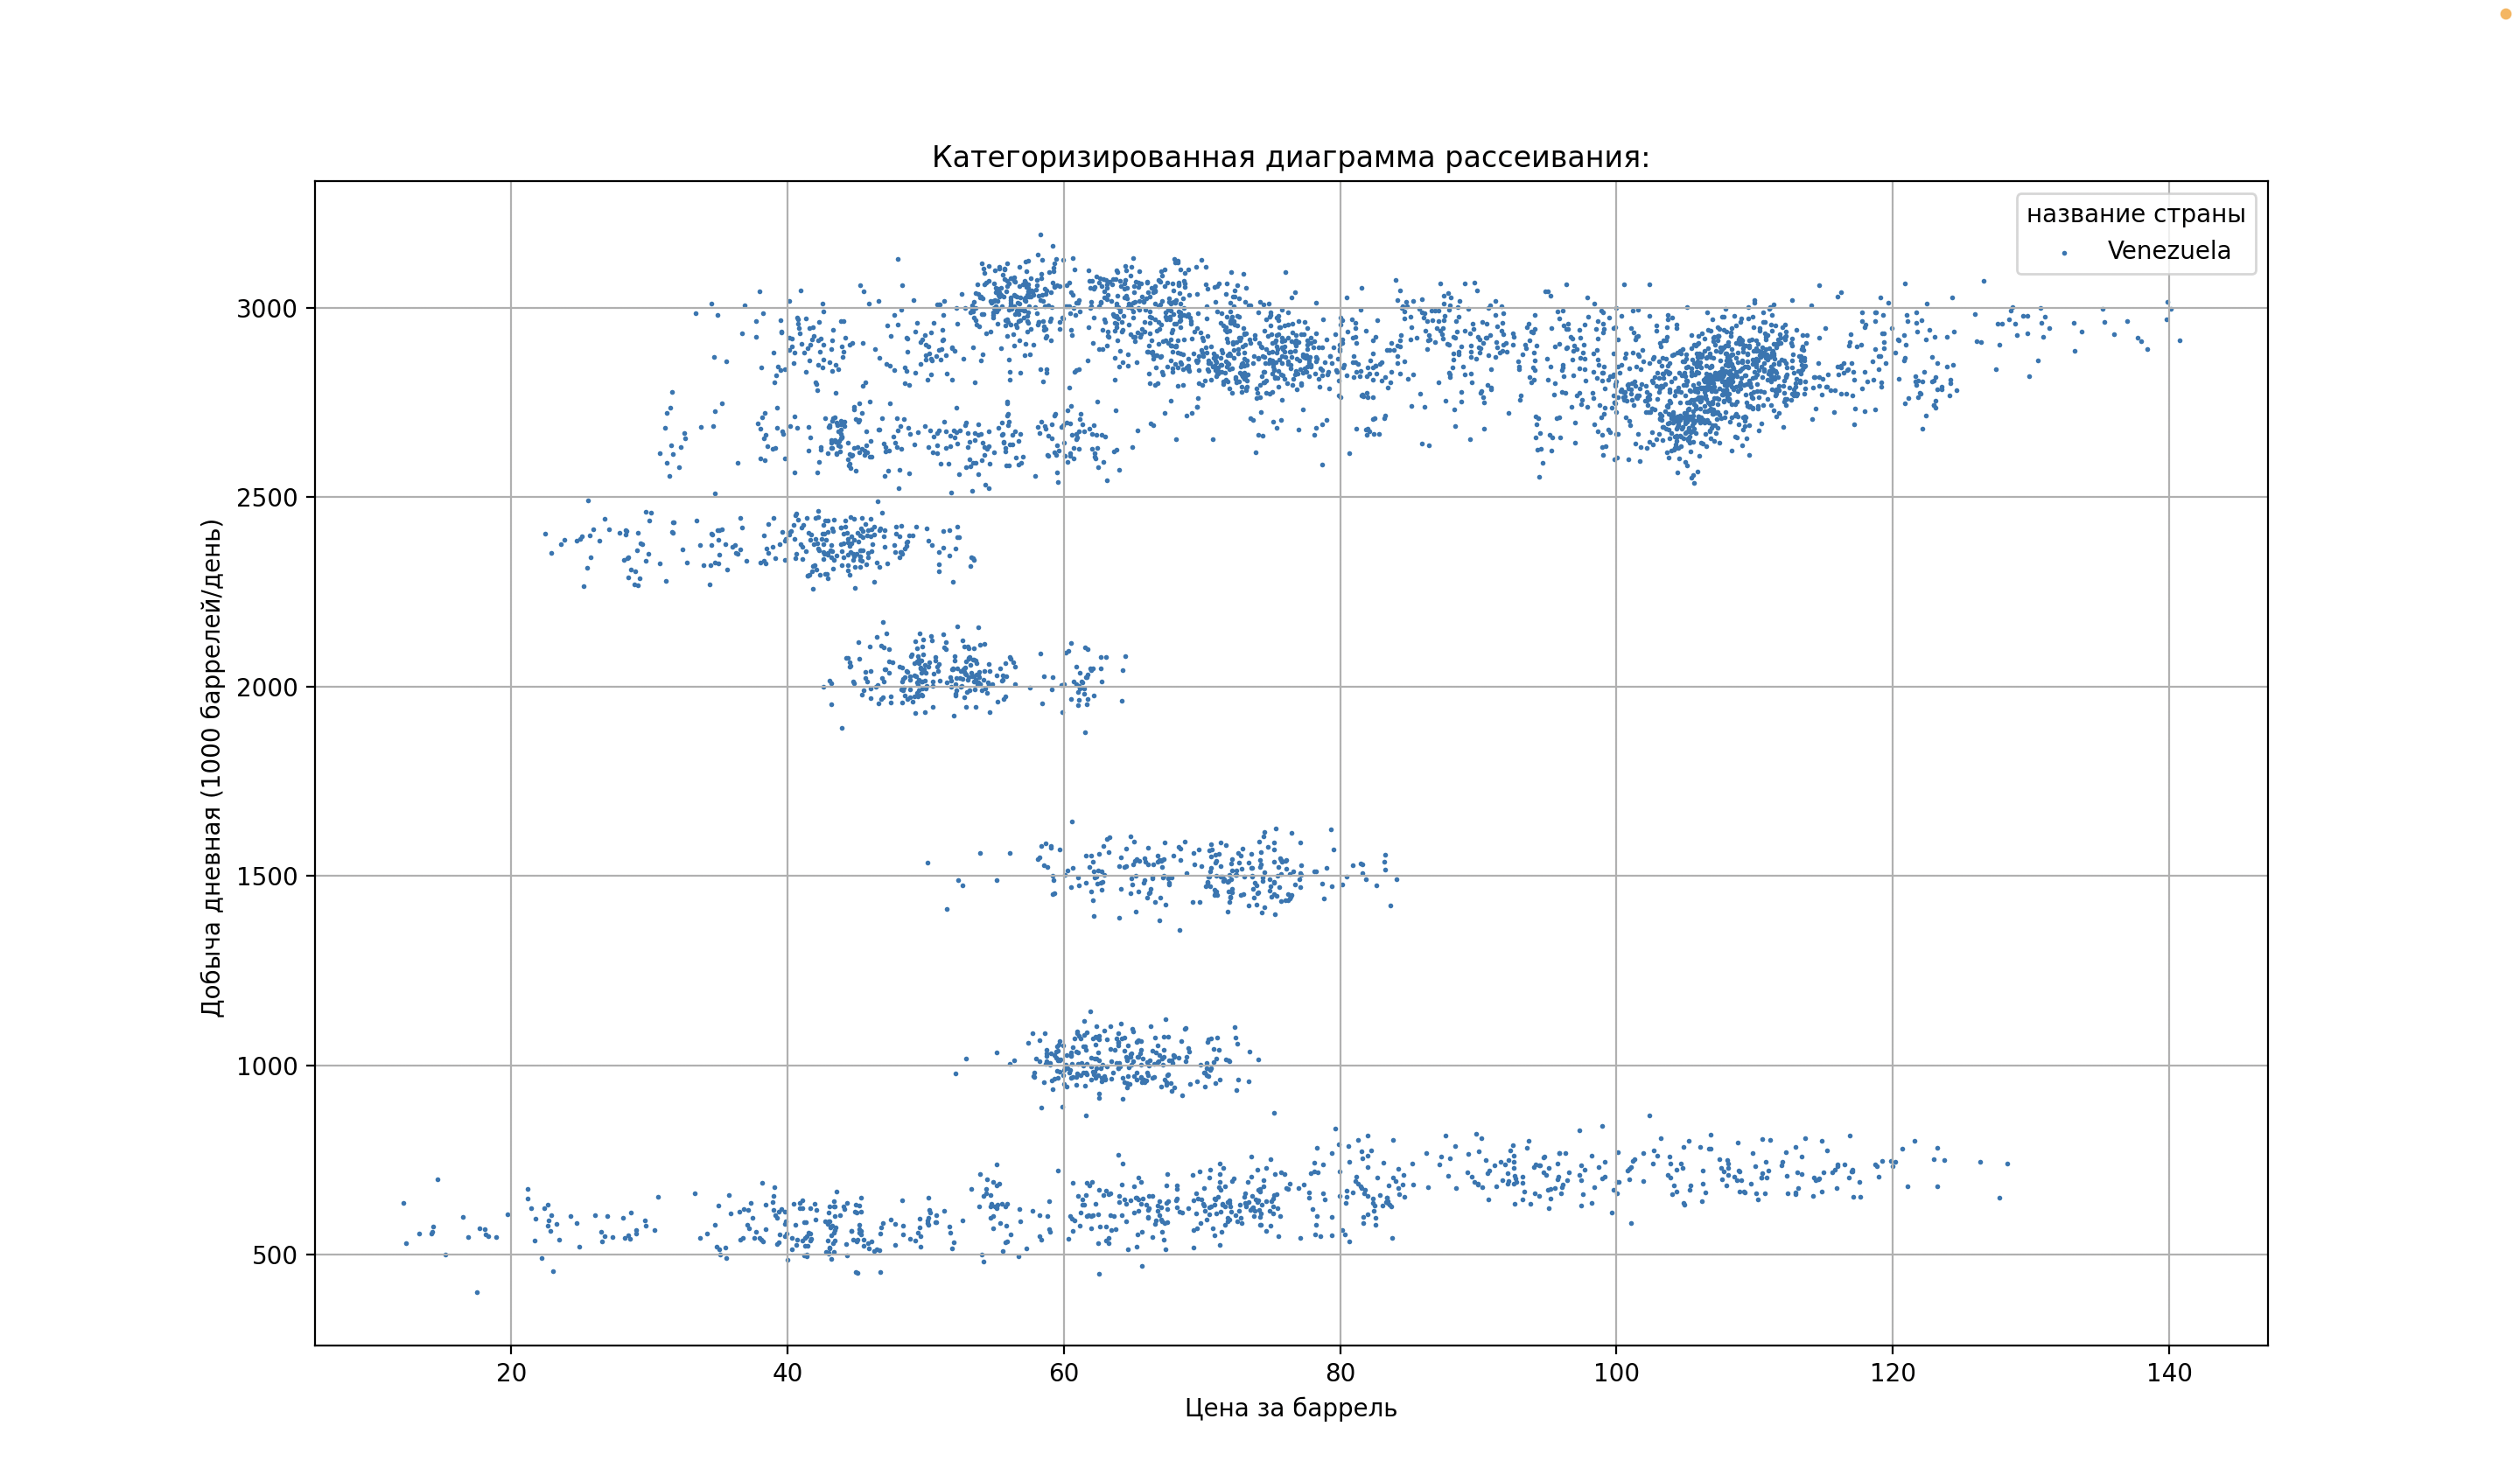 Категоризированная диаграмма рассеивания:
название страны
Venezuela
3000
2500
2000
1500
1000
500
Добыча дневная (1000 баррелей/день)
20 40 60 80 100 120 140
Цена за баррель